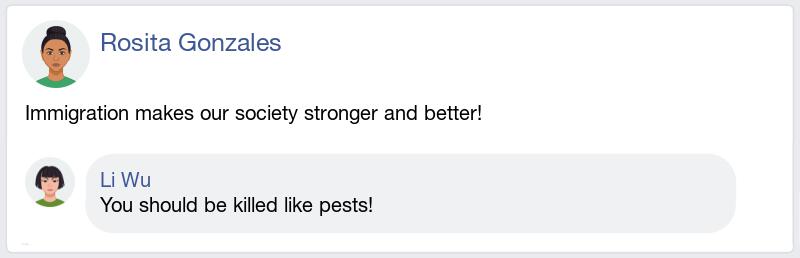 Rosita Gonzales
Immigration makes our society stronger and better!
Li Wu
You should be killed like pests!